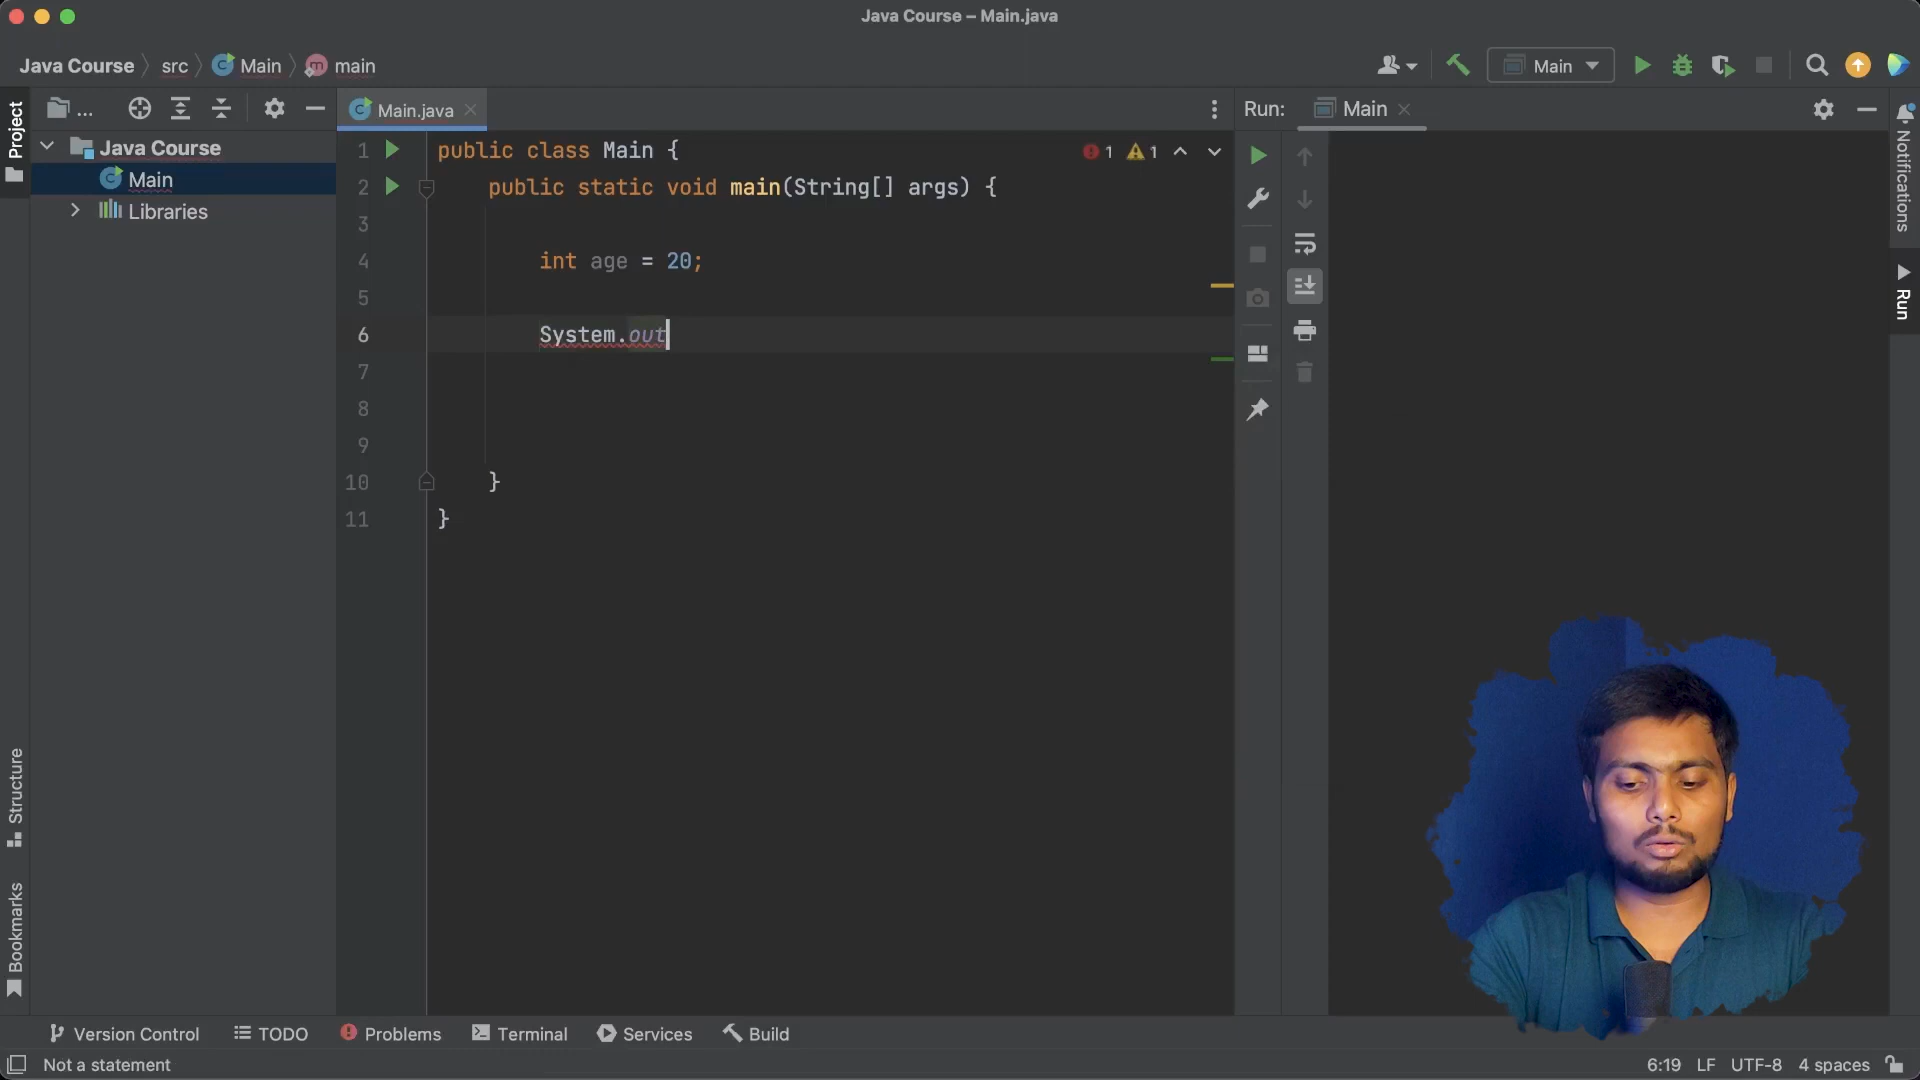 Java Course – Main.java
Java Course src Main main
Main
Project
...
Main.java
Run: Main
Notifications
Run
Java Course
Main
Libraries
1 public class Main {
1 1
2 public static void main(String[] args) {
3
4 int age = 20;
5
6 System.out
7
8
9
10 }
11 }
Structure
Bookmarks
Version Control TODO Problems Terminal Services Build
Not a statement
6:19 LF UTF-8 4 spaces